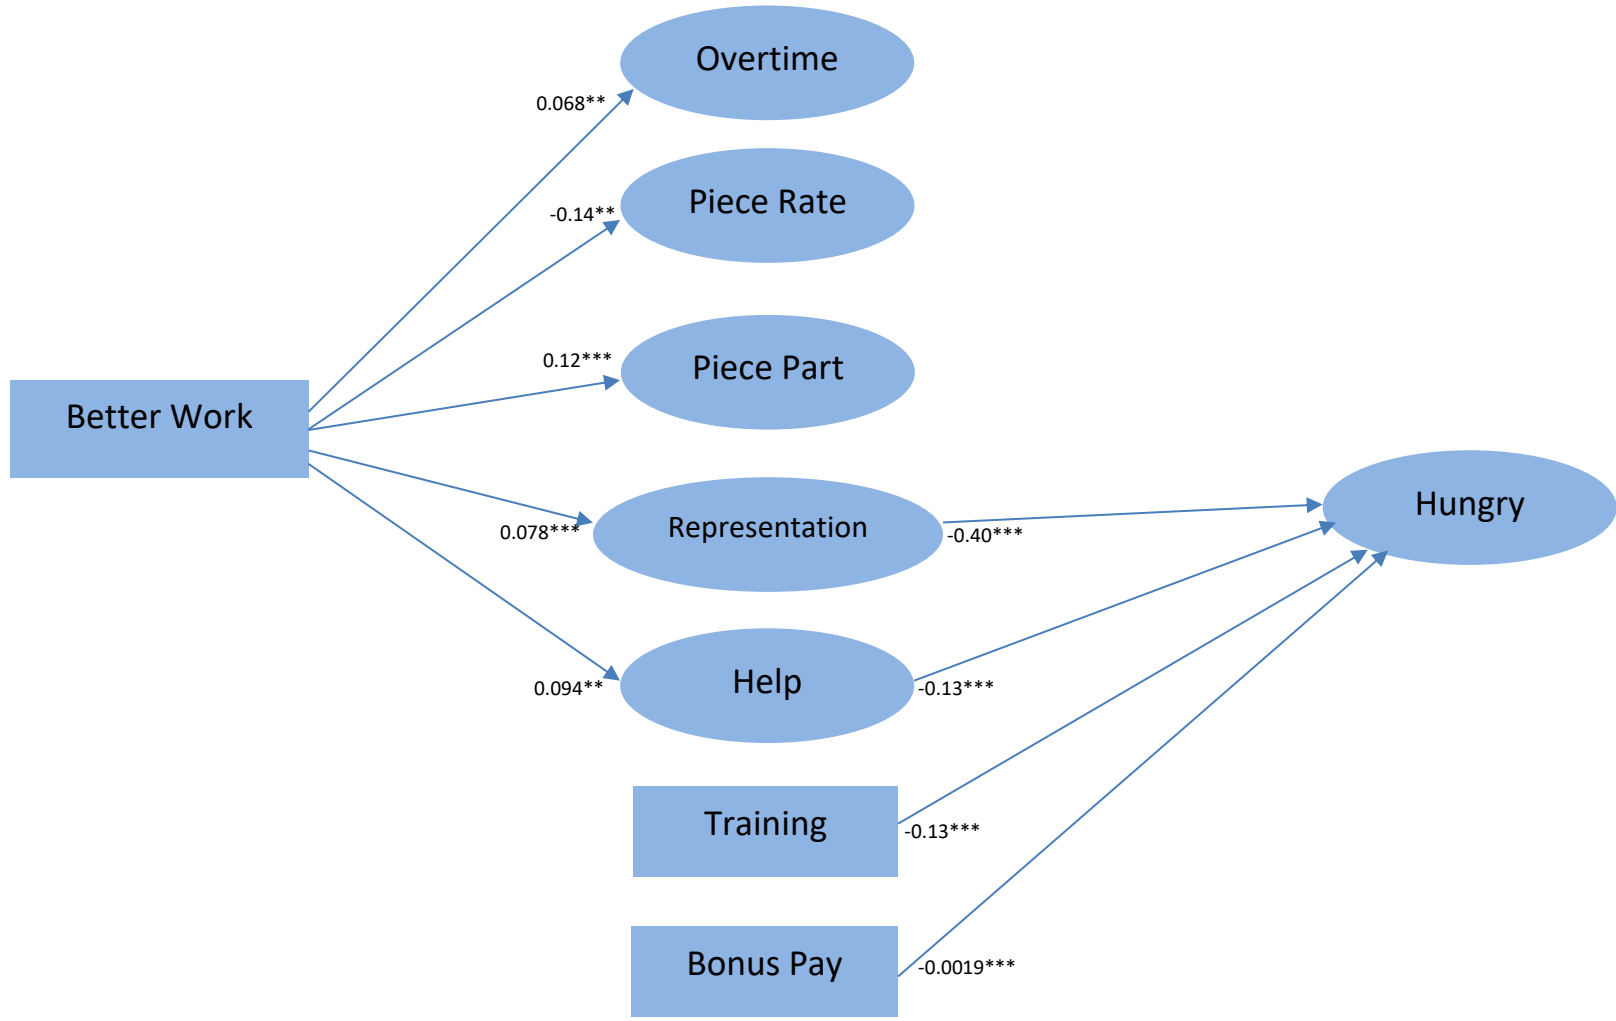 Overtime
0.068**
Piece Rate
-0.14**
Piece Part
0.12***
Better Work
Hungry
Representation
0.078***
-0.40***
Help
0.094**
-0.13***
Training
-0.13***
Bonus Pay
-0.0019***